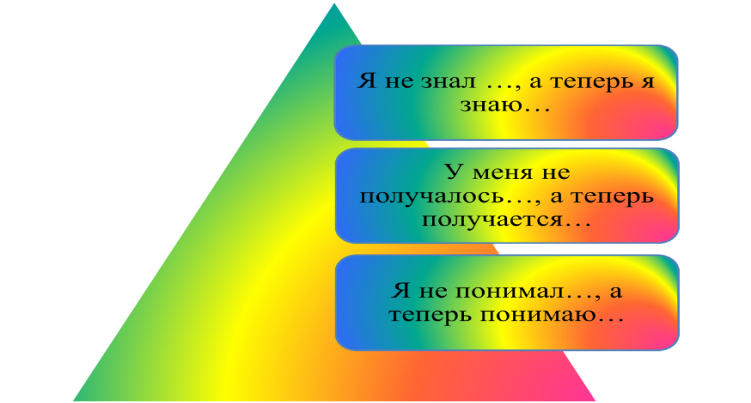 Я не знал …, а теперь я
знаю…
У меня не
получалось…, а теперь
получается…
Я не понимал…, а
теперь понимаю…